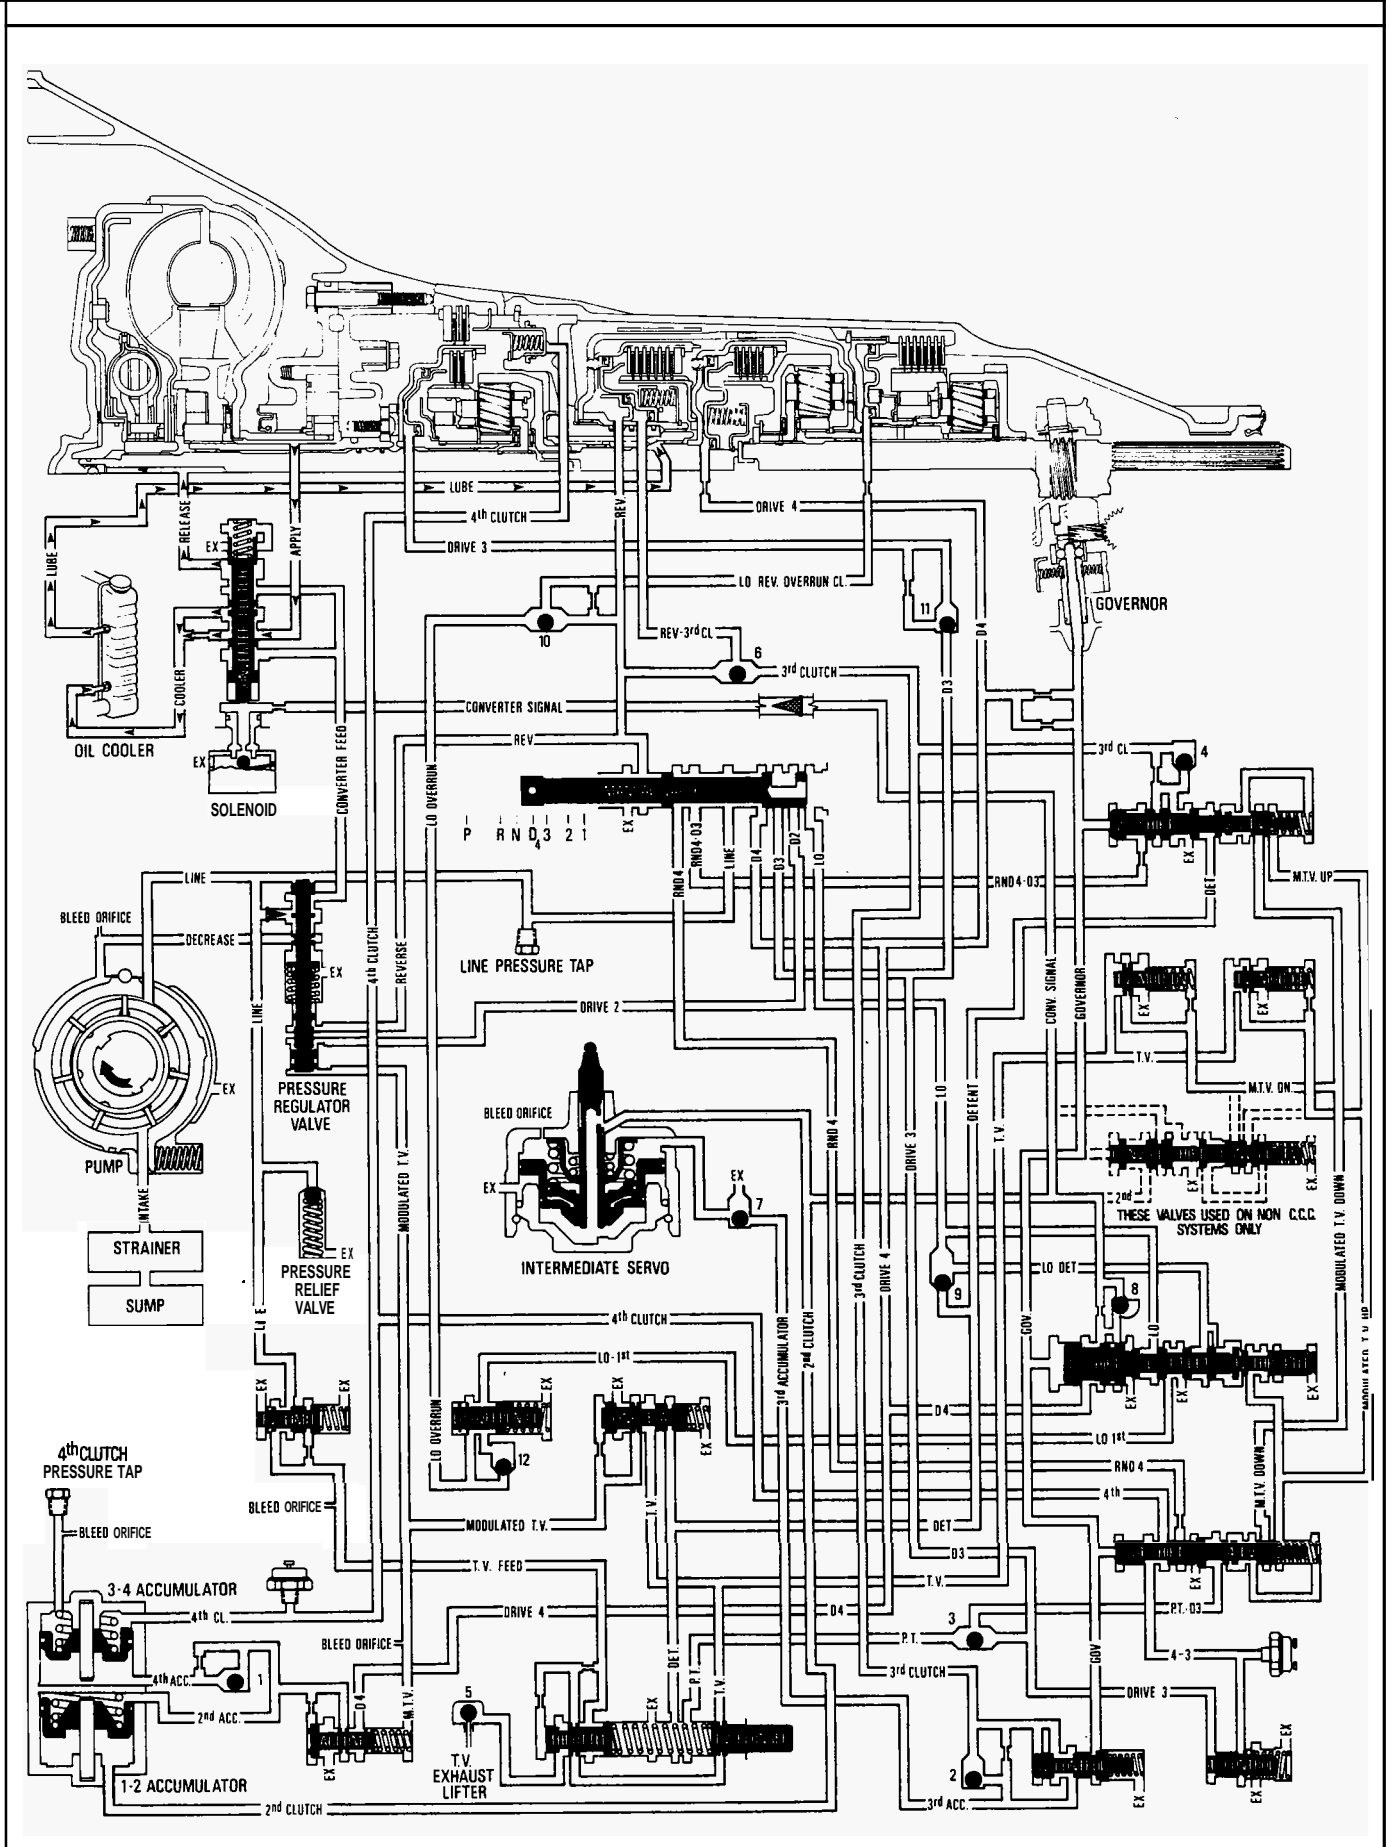 LUBE
4th CLUTCH
REV.
DRIVE 4
RELEASE
APPLY
EX
DRIVE 3
LUBE
LO REV. OVERRUN CL.
11
GOVERNOR
10
REV-3rd CL
D4
6
3rd CLUTCH
D3
COOLER
CONVERTER SIGNAL
OIL COOLER
REV
3rd CL
4
EX
CONVERTER FEED
SOLENOID
LO OVERRUN
P R N D4 3 2 1
EX
RND4
RND4-D3
LINE
D4
D3
D2
LO
EX
DET
LINE
RND4-D3
M.T.V. UP
BLEED ORIFICE
DECREASE
4th CLUTCH
REVERSE
EX
LINE PRESSURE TAP
LINE
CONV. SIGNAL
GOVERNOR
DRIVE 2
EX
EX
T.V.
EX
PRESSURE
REGULATOR
VALVE
LO
DETENT
T.V.
M.T.V. DN.
BLEED ORIFICE
RND 4
DRIVE 3
PUMP
INTAKE
MODULATED T.V.
EX
EX
7
2nd
EX
EX
THESE VALVES USED ON NON C.C.C.
SYSTEMS ONLY
MODULATED T.V. DOWN
STRAINER
EX
PRESSURE
RELIEF
VALVE
INTERMEDIATE SERVO
3rd CLUTCH
DRIVE 4
LO DET
9
8
SUMP
4th CLUTCH
GOV.
LO
LO-1st
3rd ACCUMULATOR
2nd CLUTCH
EX
EX
EX
EX
EX
EX
EX
EX
D4
LO OVERRUN
12
LO 1st
4th CLUTCH
PRESSURE TAP
RND 4
M.T.V. DOWN
4th
BLEED ORIFICE
T.V.
BLEED ORIFICE
MODULATED T.V.
DET
D3
T.V. FEED
T.V.
EX
3-4 ACCUMULATOR
4th CL.
DRIVE 4
D4
3
P.T.-D3
BLEED ORIFICE
P.T.
GOV
4-3
4th ACC.
1
DET.
P.T.
T.V.
3rd CLUTCH
D4
M.T.V.
5
EX
DRIVE 3
2nd ACC.
EX
T.V.
EXHAUST
LIFTER
2
1-2 ACCUMULATOR
EX
3rd ACC.
EX
EX
2nd CLUTCH